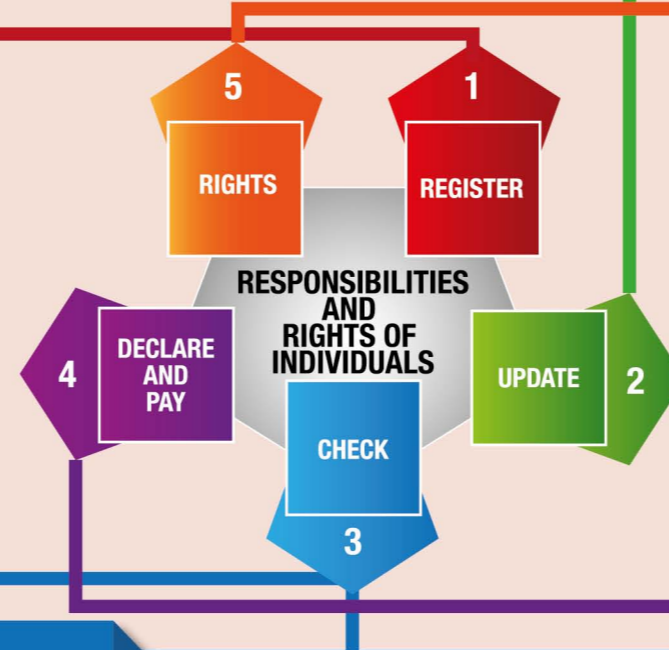 5
RIGHTS
1
REGISTER
RESPONSIBILITIES
AND
RIGHTS OF
INDIVIDUALS
4
DECLARE
AND
PAY
UPDATE
2
CHECK
3